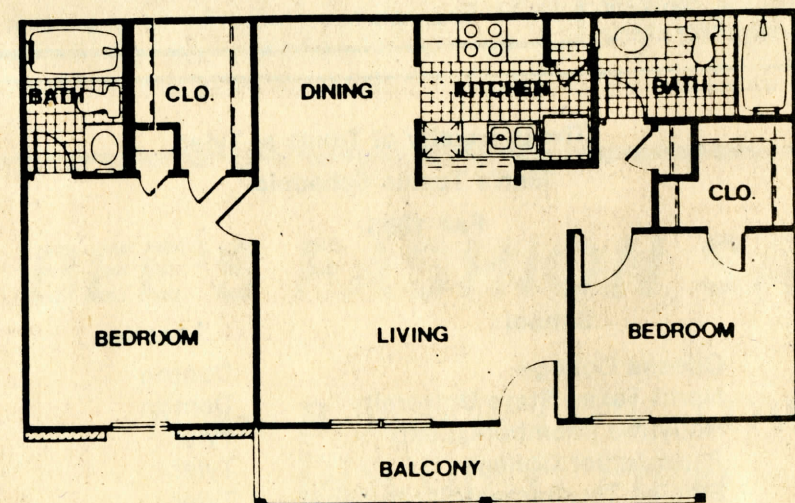 BATH
CLO.
DINING
KITCHEN
BATH
CLO.
BEDROOM
LIVING
BEDROOM
BALCONY